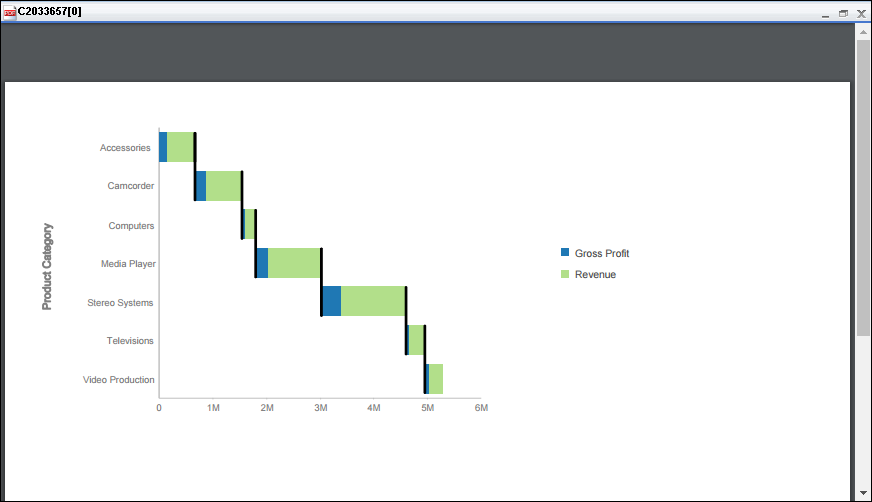 C2033657[0]
Product Category
Accessories
Camcorder
Computers
Media Player
Stereo Systems
Televisions
Video Production
0 1M 2M 3M 4M 5M 6M
Gross Profit
Revenue